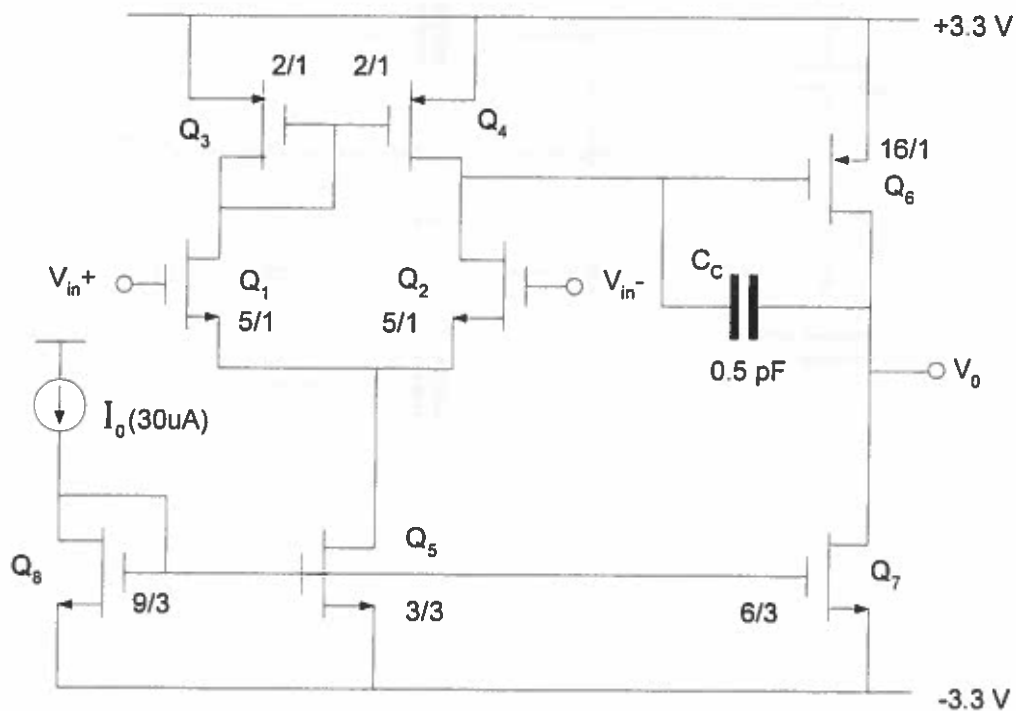 +3.3 V
2/1
2/1
Q3
Q4
16/1
Q6
Vin+
Q1
5/1
Q2
5/1
Vin-
CC
0.5 pF
V0
I0 (30uA)
Q8
9/3
Q5
3/3
Q7
6/3
-3.3 V